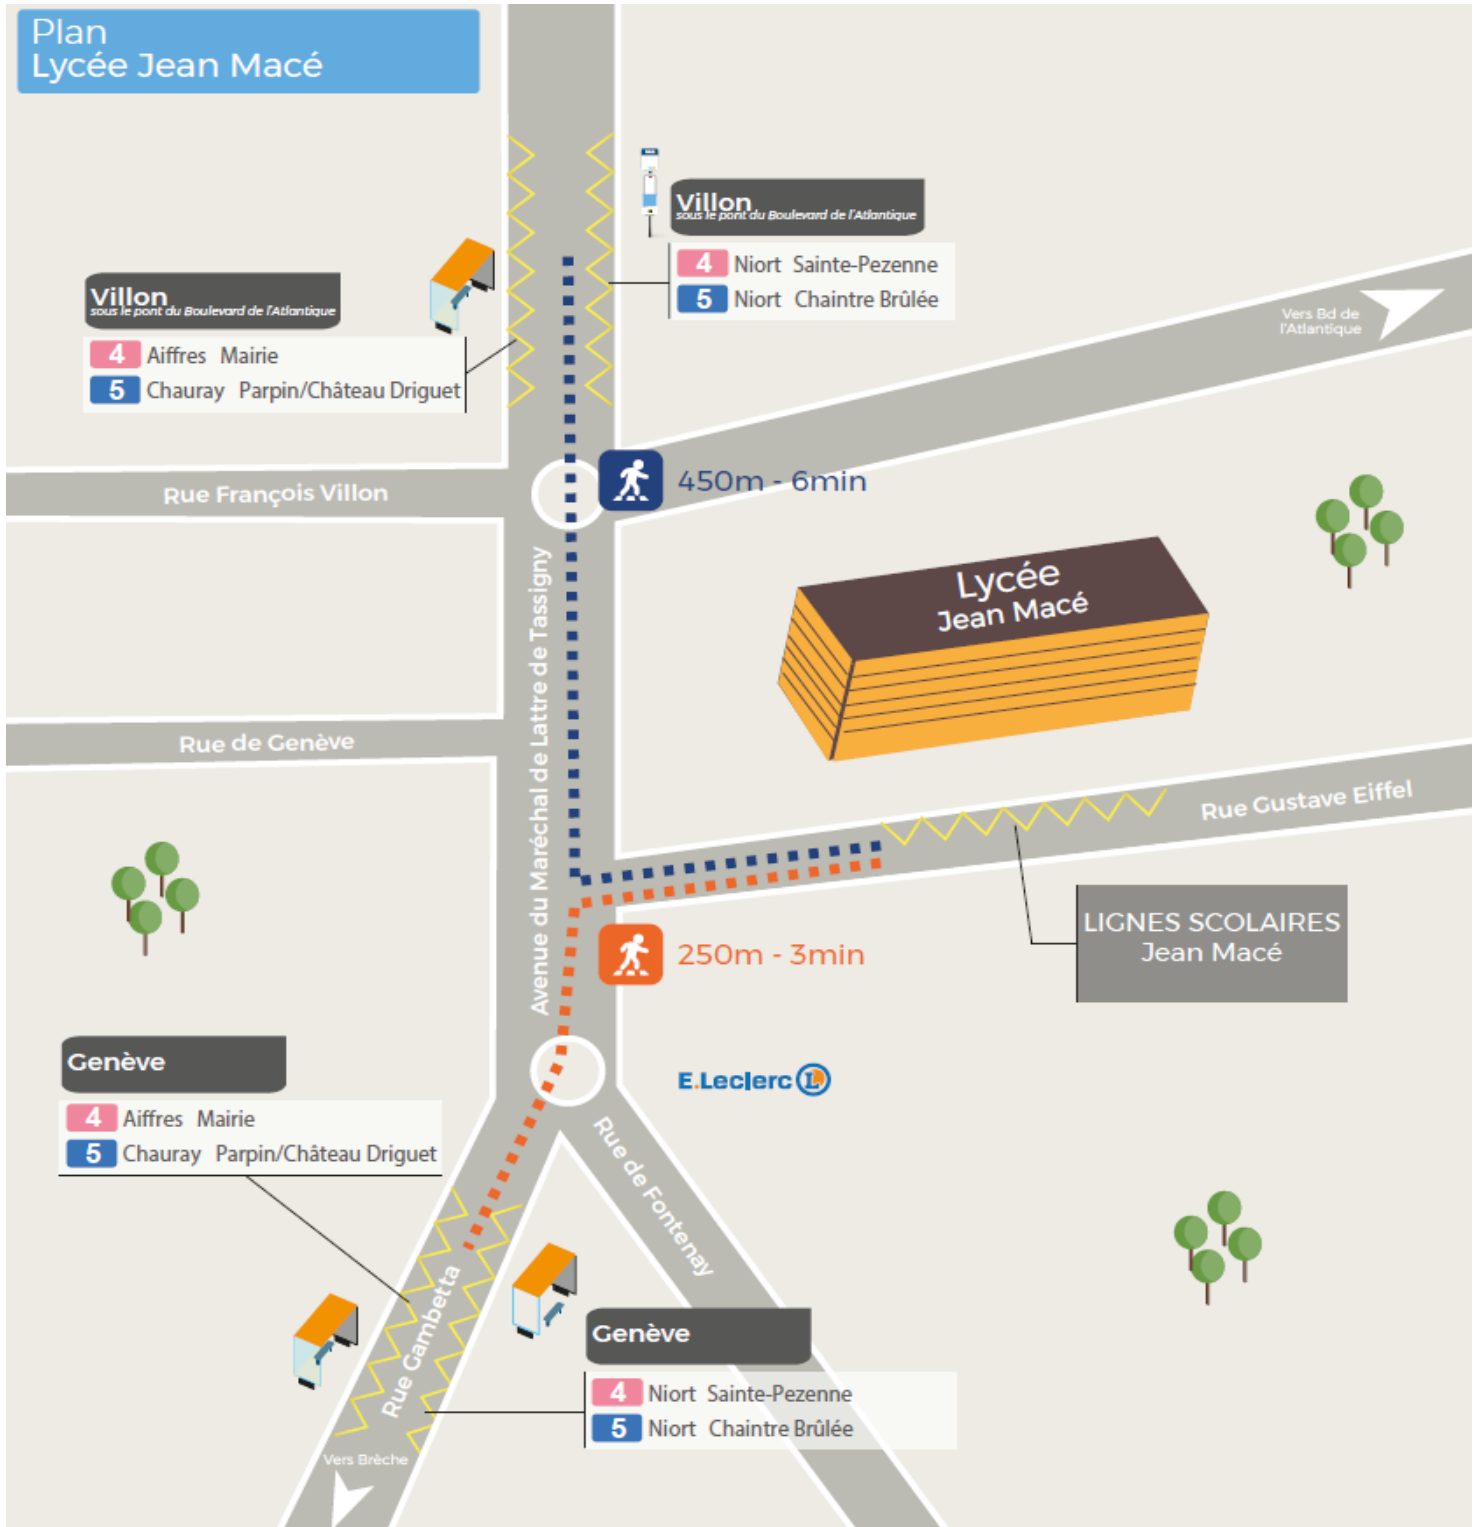 Plan
Lycée Jean Macé
Villon
sous le pont du Boulevard de l'Atlantique
4 Niort Sainte-Pezenne
5 Niort Chaintre Brûlée
Villon
sous le pont du Boulevard de l'Atlantique
4 Aiffres Mairie
5 Chauray Parpin/Château Driguet
Vers Bd de
l'Atlantique
Rue François Villon
450m - 6min
Lycée
Jean Macé
Avenue du Maréchal de Lattre de Tassigny
Rue de Genève
Rue Gustave Eiffel
LIGNES SCOLAIRES
Jean Macé
250m - 3min
Genève
4 Aiffres Mairie
5 Chauray Parpin/Château Driguet
E.Leclerc L
Rue de Fontenay
Rue Gambetta
Genève
4 Niort Sainte-Pezenne
5 Niort Chaintre Brûlée
Vers Brèche